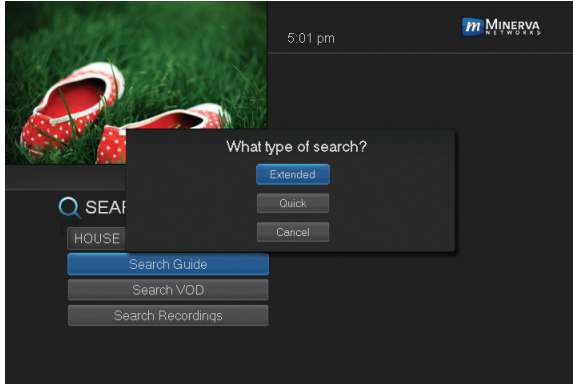 5:01 pm
m MINERVA
NETWORKS
What type of search?
Extended
Quick
Cancel
SEAR
HOUSE
Search Guide
Search VOD
Search Recordings